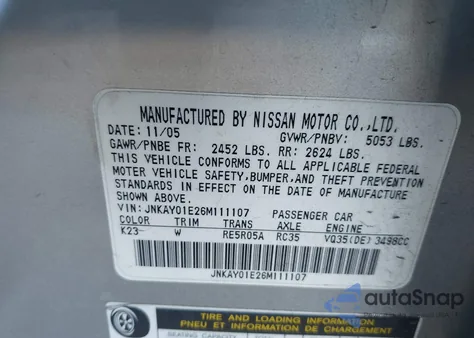 MANUFACTURED BY NISSAN MOTOR CO.,LTD.
DATE: 11/05 GVWR/PNBV: 5053 LBS.
GAWR/PNBE FR: 2452 LBS. RR: 2624 LBS.
THIS VEHICLE CONFORMS TO ALL APPLICABLE FEDERAL
MOTER VEHICLE SAFETY,BUMPER,AND THEFT PREVENTION
STANDARDS IN EFFECT ON THE DATE OF MANUFACTURE
SHOWN ABOVE.
VIN: JNKAY01E26M111107 PASSENGER CAR
COLOR TRIM TRANS AXLE ENGINE
K23- W RE5R05A RC35 VQ35(DE) 3498CC
JNKAY01E26M111107
autoSnap
TIRE AND LOADING INFORMATION
PNEU ET INFORMATION DE CHARGEMENT
SEATING CAPACITY